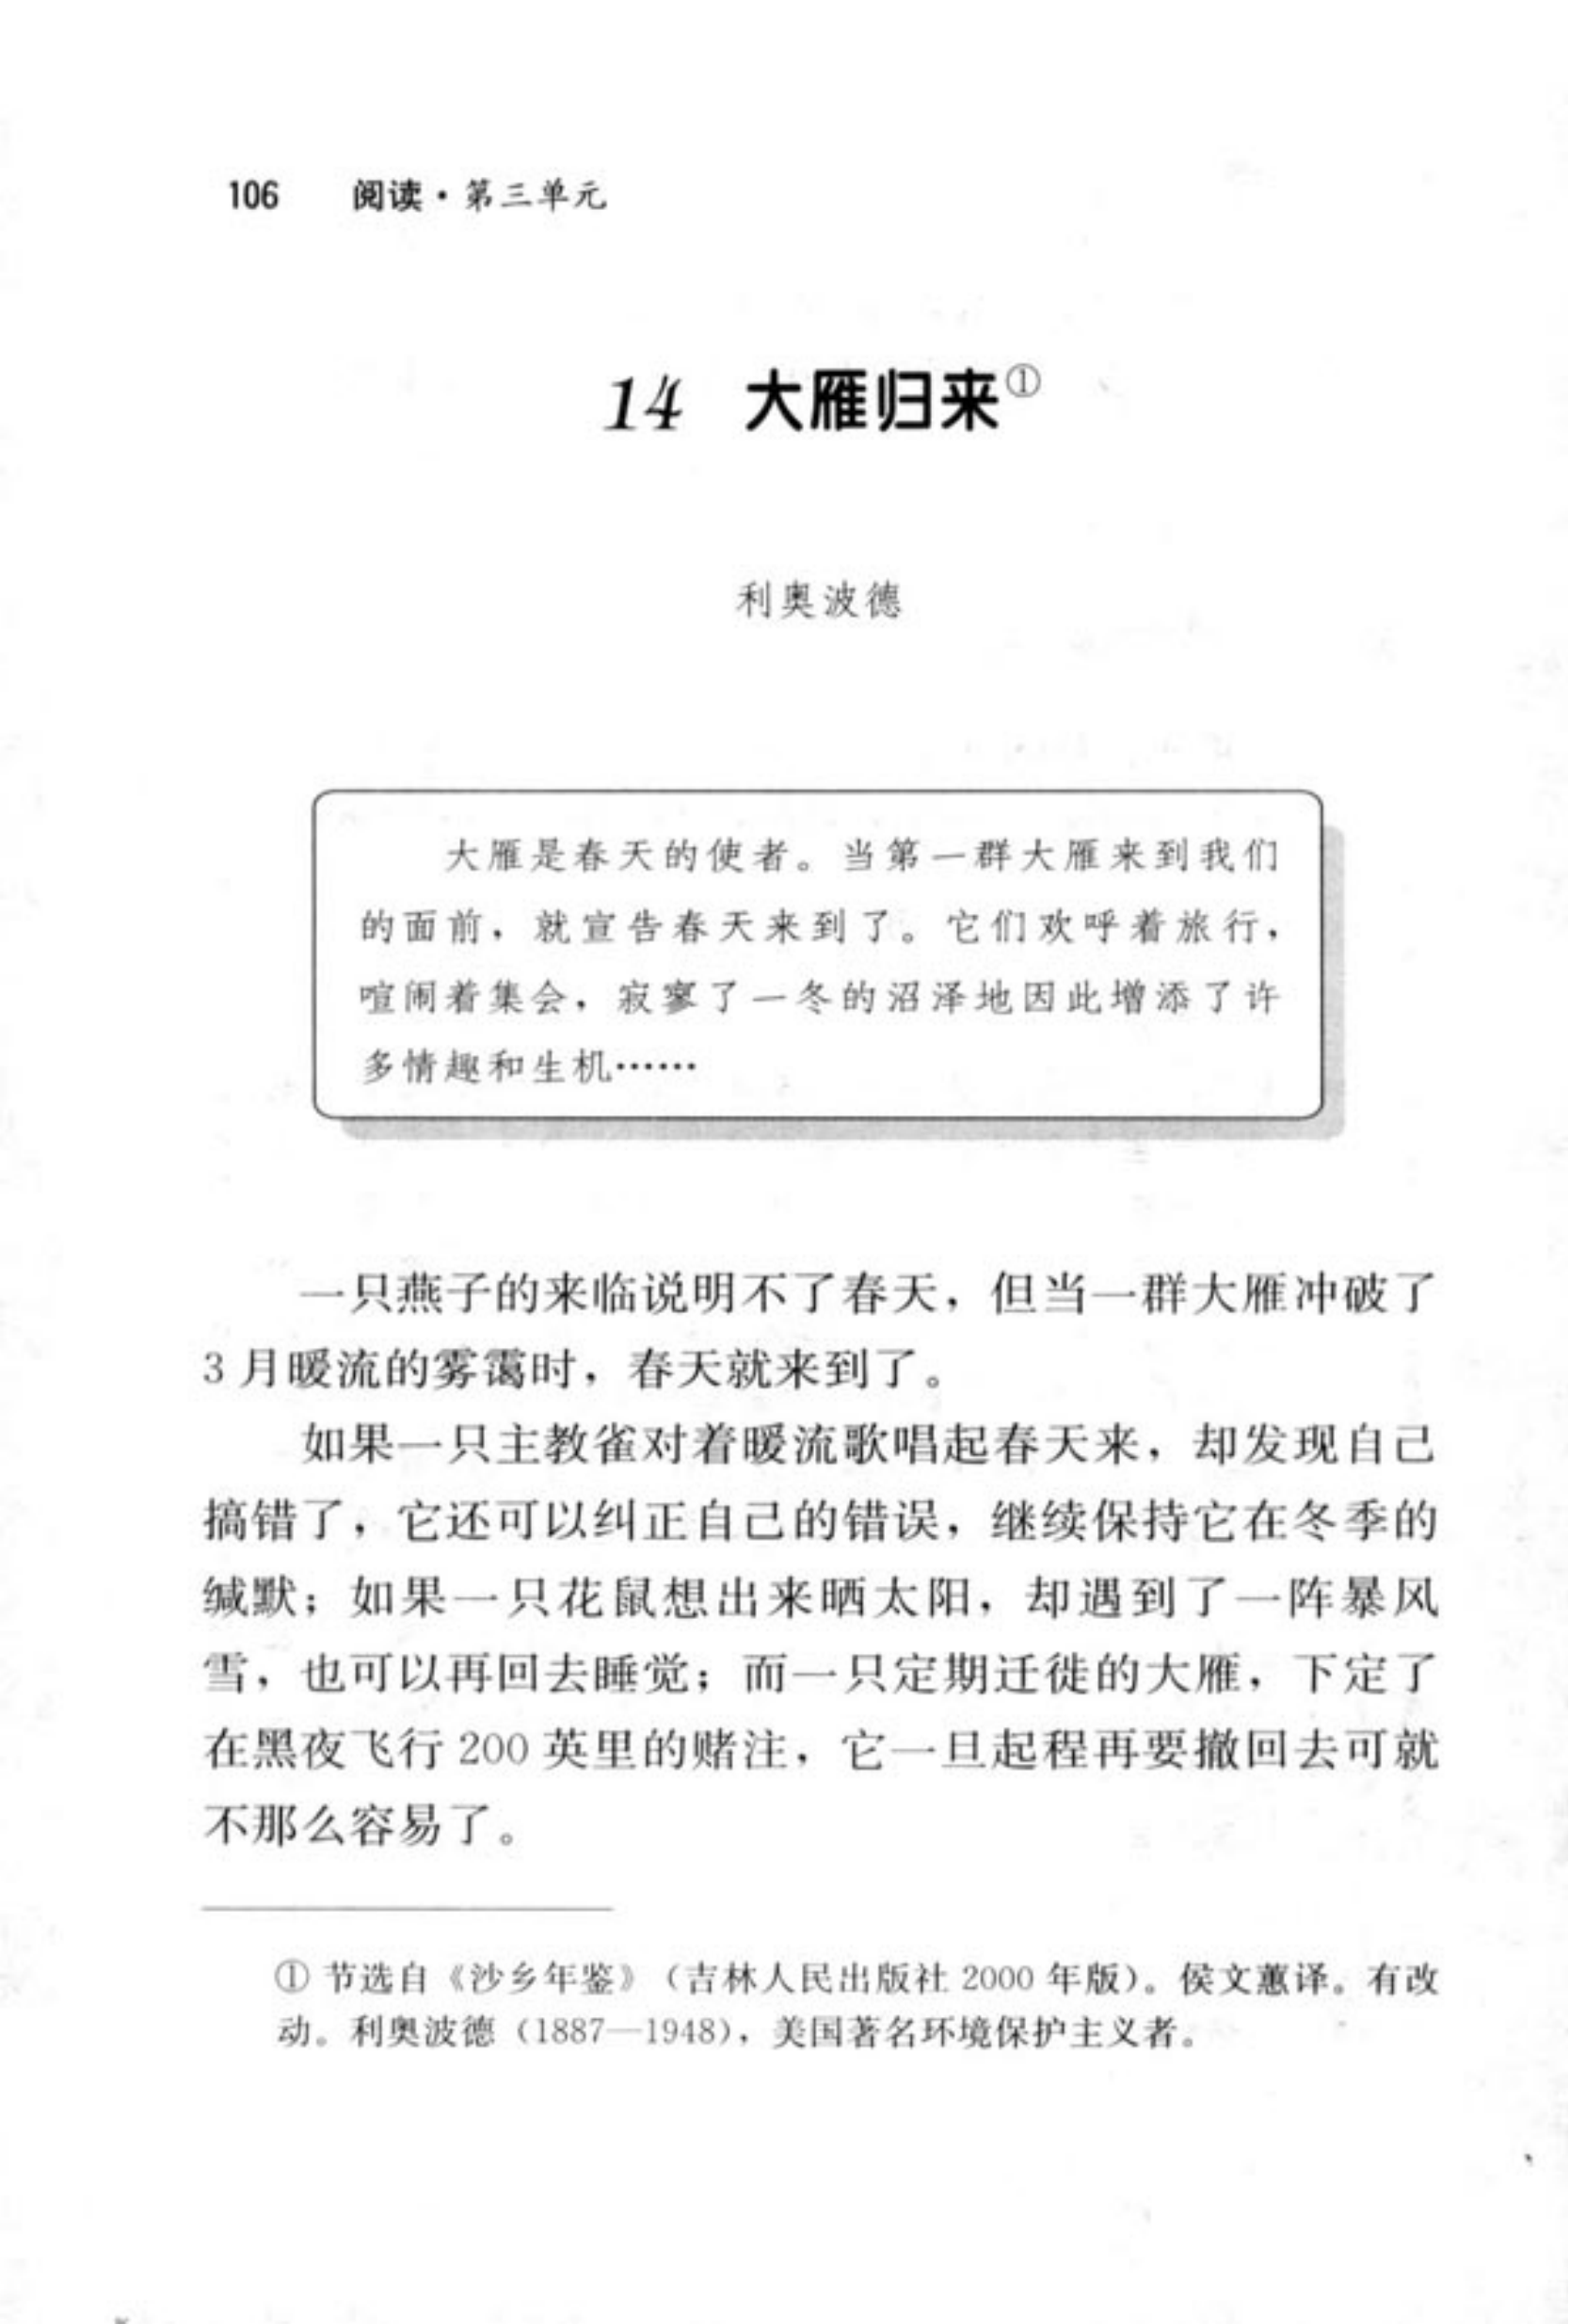 106 阅读·第三单元
14 大雁归来①
利奥波德
大雁是春天的使者。当第一群大雁来到我们
的面前，就宣告春天来到了。它们欢呼着旅行，
喧闹着集会，寂寥了一冬的沼泽地因此增添了许
多情趣和生机……
一只燕子的来临说明不了春天，但当一群大雁冲破了
3 月暖流的雾霭时，春天就来到了。
如果一只主教雀对着暖流歌唱起春天来，却发现自己
搞错了，它还可以纠正自己的错误，继续保持它在冬季的
缄默；如果一只花鼠想出来晒太阳，却遇到了一阵暴风
雪，也可以再回去睡觉；而一只定期迁徙的大雁，下定了
在黑夜飞行 200 英里的赌注，它一旦起程再要撤回去可就
不那么容易了。
① 节选自《沙乡年鉴》（吉林人民出版社 2000 年版）。侯文蕙译。有改
动。利奥波德（1887—1948），美国著名环境保护主义者。